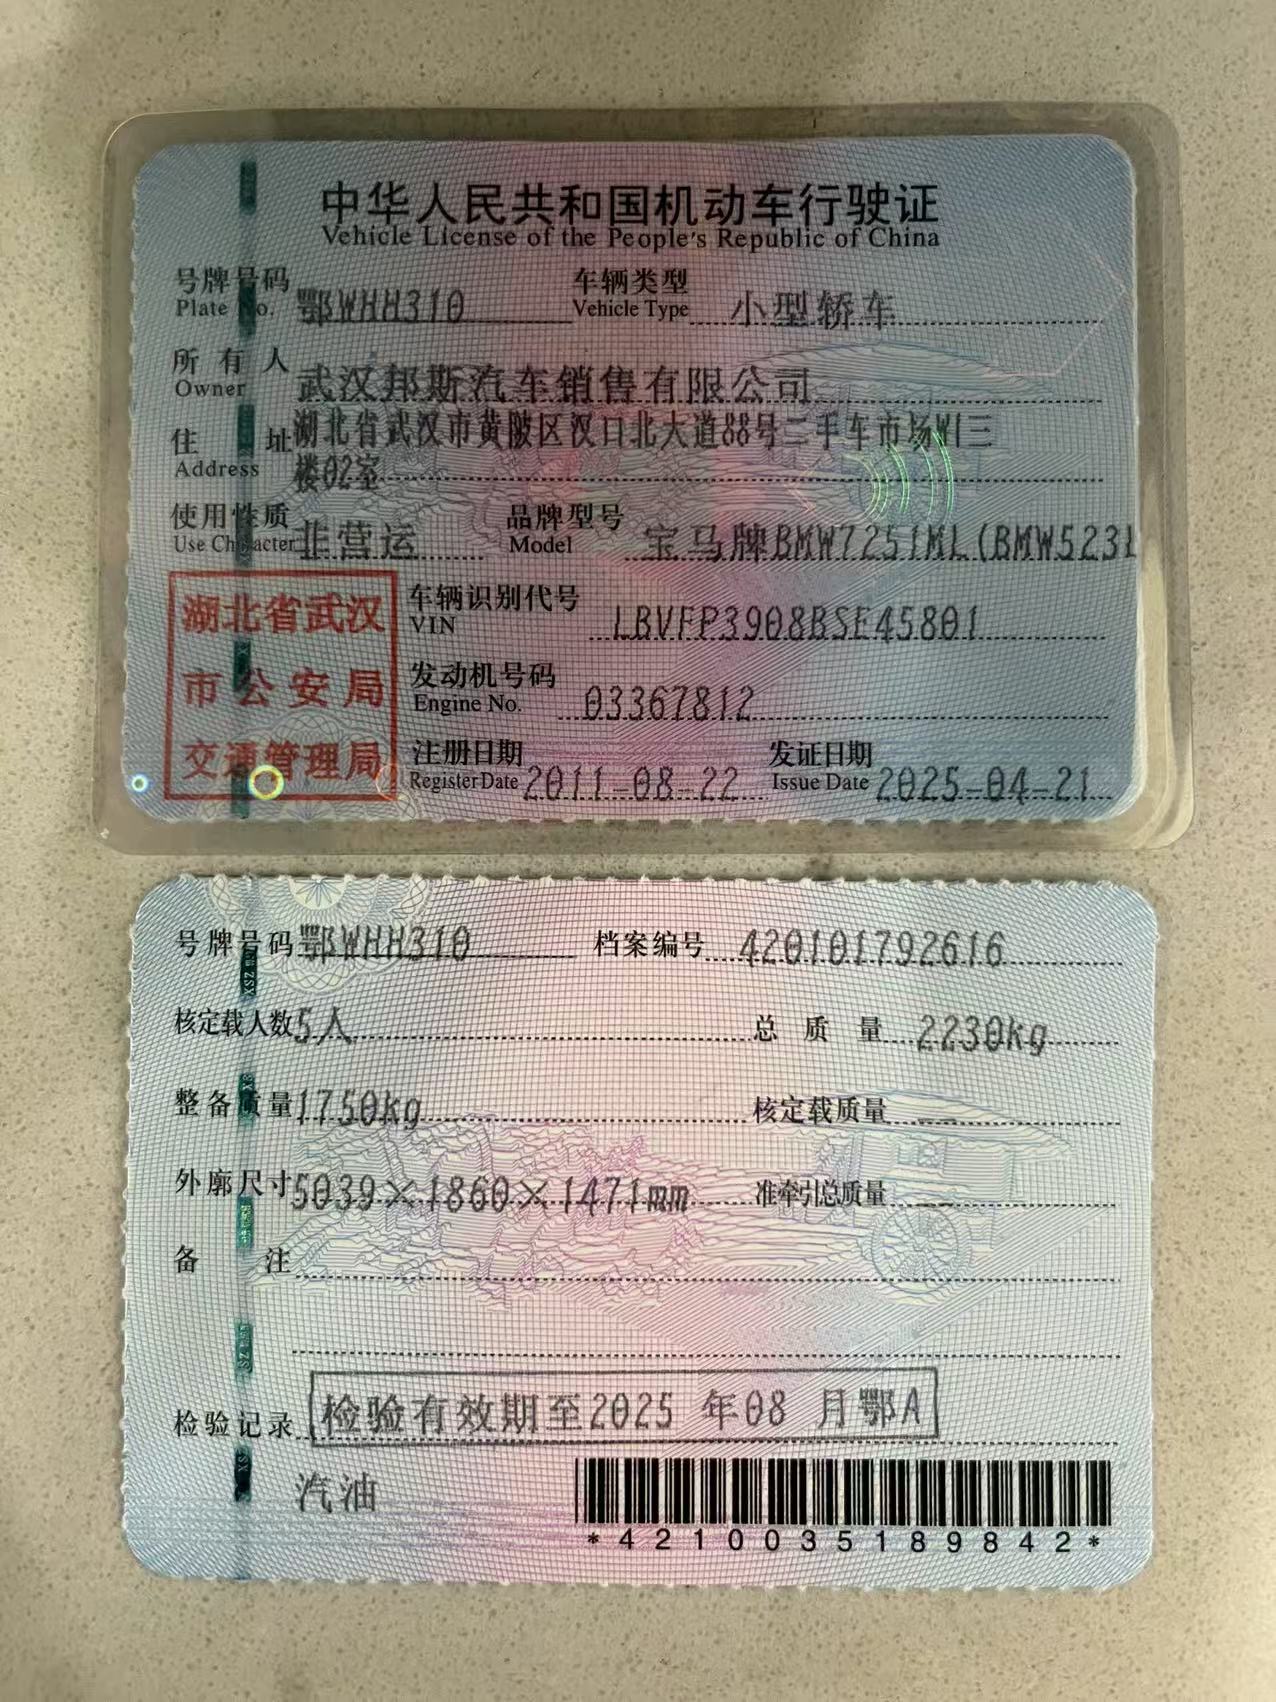 中华人民共和国机动车行驶证
Vehicle License of the People's Republic of China
号牌号码 鄂WHH310 车辆类型 小型轿车
Plate No. Vehicle Type
所有人 武汉邦斯汽车销售有限公司
Owner
住址 湖北省武汉市黄陂区汉口北大道88号二手车市场W1三
Address 楼02室
使用性质 非营运 品牌型号 宝马牌BMW7251ML(BMW5231
Use Character Model
湖北省武汉
市公安局
交通管理局
车辆识别代号 LBVFP3908BSE45801
VIN
发动机号码 03367812
Engine No.
注册日期 2011-08-22 发证日期 2025-04-21
Register Date Issue Date
号牌号码 鄂WHH310 档案编号 420101792616
核定载人数 5人 总质量 2230kg
整备质量 1750kg 核定载质量 --
外廓尺寸 5039×1860×1471mm 准牵引总质量 --
备注
检验记录 检验有效期至2025年08月鄂A
汽油
*4210035189842*